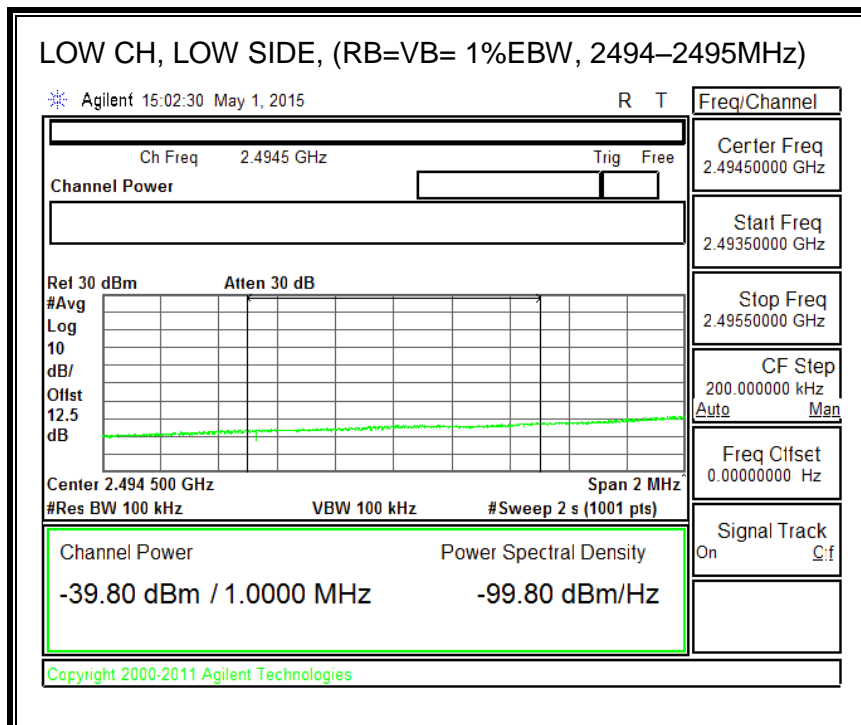 LOW CH, LOW SIDE, (RB=VB= 1%EBW, 2494–2495MHz)
Agilent 15:02:30 May 1, 2015 R T
Ch Freq 2.4945 GHz Trig Free
Channel Power
Ref 30 dBm Atten 30 dB
#Avg
Log
10
dB/
Offst
12.5
dB
Center 2.494 500 GHz Span 2 MHz
#Res BW 100 kHz VBW 100 kHz #Sweep 2 s (1001 pts)
Channel Power Power Spectral Density
-39.80 dBm / 1.0000 MHz -99.80 dBm/Hz
Copyright 2000-2011 Agilent Technologies
Freq/Channel
Center Freq
2.49450000 GHz
Start Freq
2.49350000 GHz
Stop Freq
2.49550000 GHz
CF Step
200.000000 kHz
Auto Man
Freq Offset
0.00000000 Hz
Signal Track
On Off